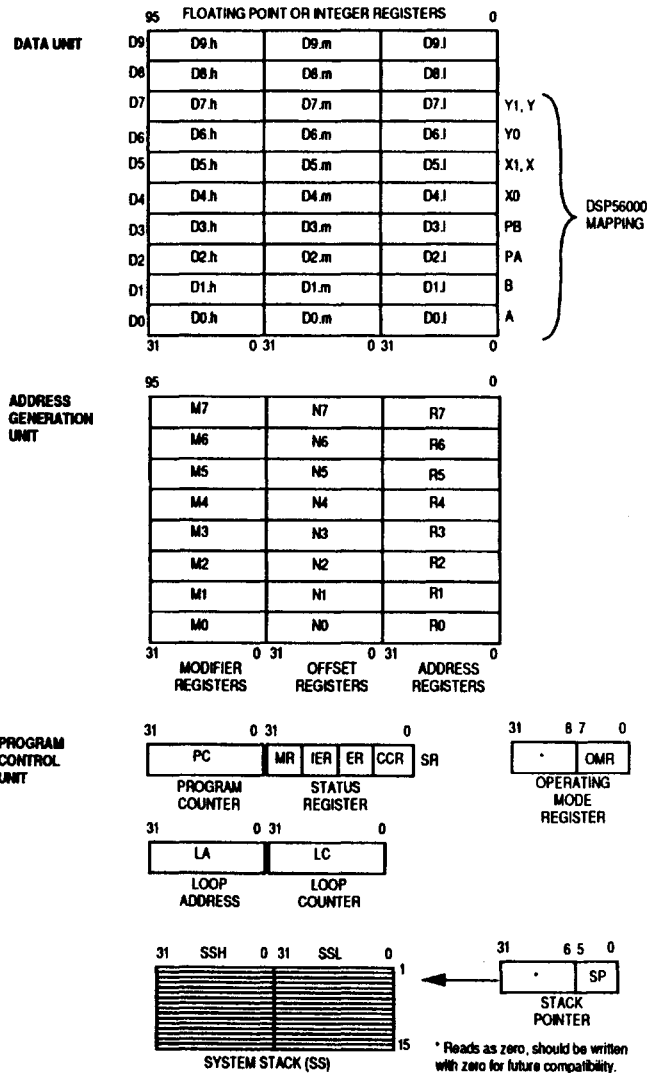 95 FLOATING POINT OR INTEGER REGISTERS 0
DATA UNIT
D9 D9.h D9.m D9.l
D8 D8.h D8.m D8.l
D7 D7.h D7.m D7.l Y1, Y
D6 D6.h D6.m D6.l Y0
D5 D5.h D5.m D5.l X1, X
D4 D4.h D4.m D4.l X0
D3 D3.h D3.m D3.l PB
D2 D2.h D2.m D2.l PA
D1 D1.h D1.m D1.l B
D0 D0.h D0.m D0.l A
31 0 31 0 31 0
DSP56000
MAPPING
95 0
ADDRESS
GENERATION
UNIT
M7 N7 R7
M6 N6 R6
M5 N5 R5
M4 N4 R4
M3 N3 R3
M2 N2 R2
M1 N1 R1
M0 N0 R0
31 0 31 0 31 0
MODIFIER REGISTERS
OFFSET REGISTERS
ADDRESS REGISTERS
PROGRAM
CONTROL
UNIT
31 0 31 0
PC MR IER ER CCR SR
PROGRAM
COUNTER
STATUS
REGISTER
31 8 7 0
* OMR
OPERATING
MODE
REGISTER
31 0 31 0
LA LC
LOOP
ADDRESS
LOOP
COUNTER
31 SSH 0 31 SSL 0
1
15
SYSTEM STACK (SS)
31 6 5 0
* SP
STACK
POINTER
* Reads as zero, should be written
with zero for future compatibility.